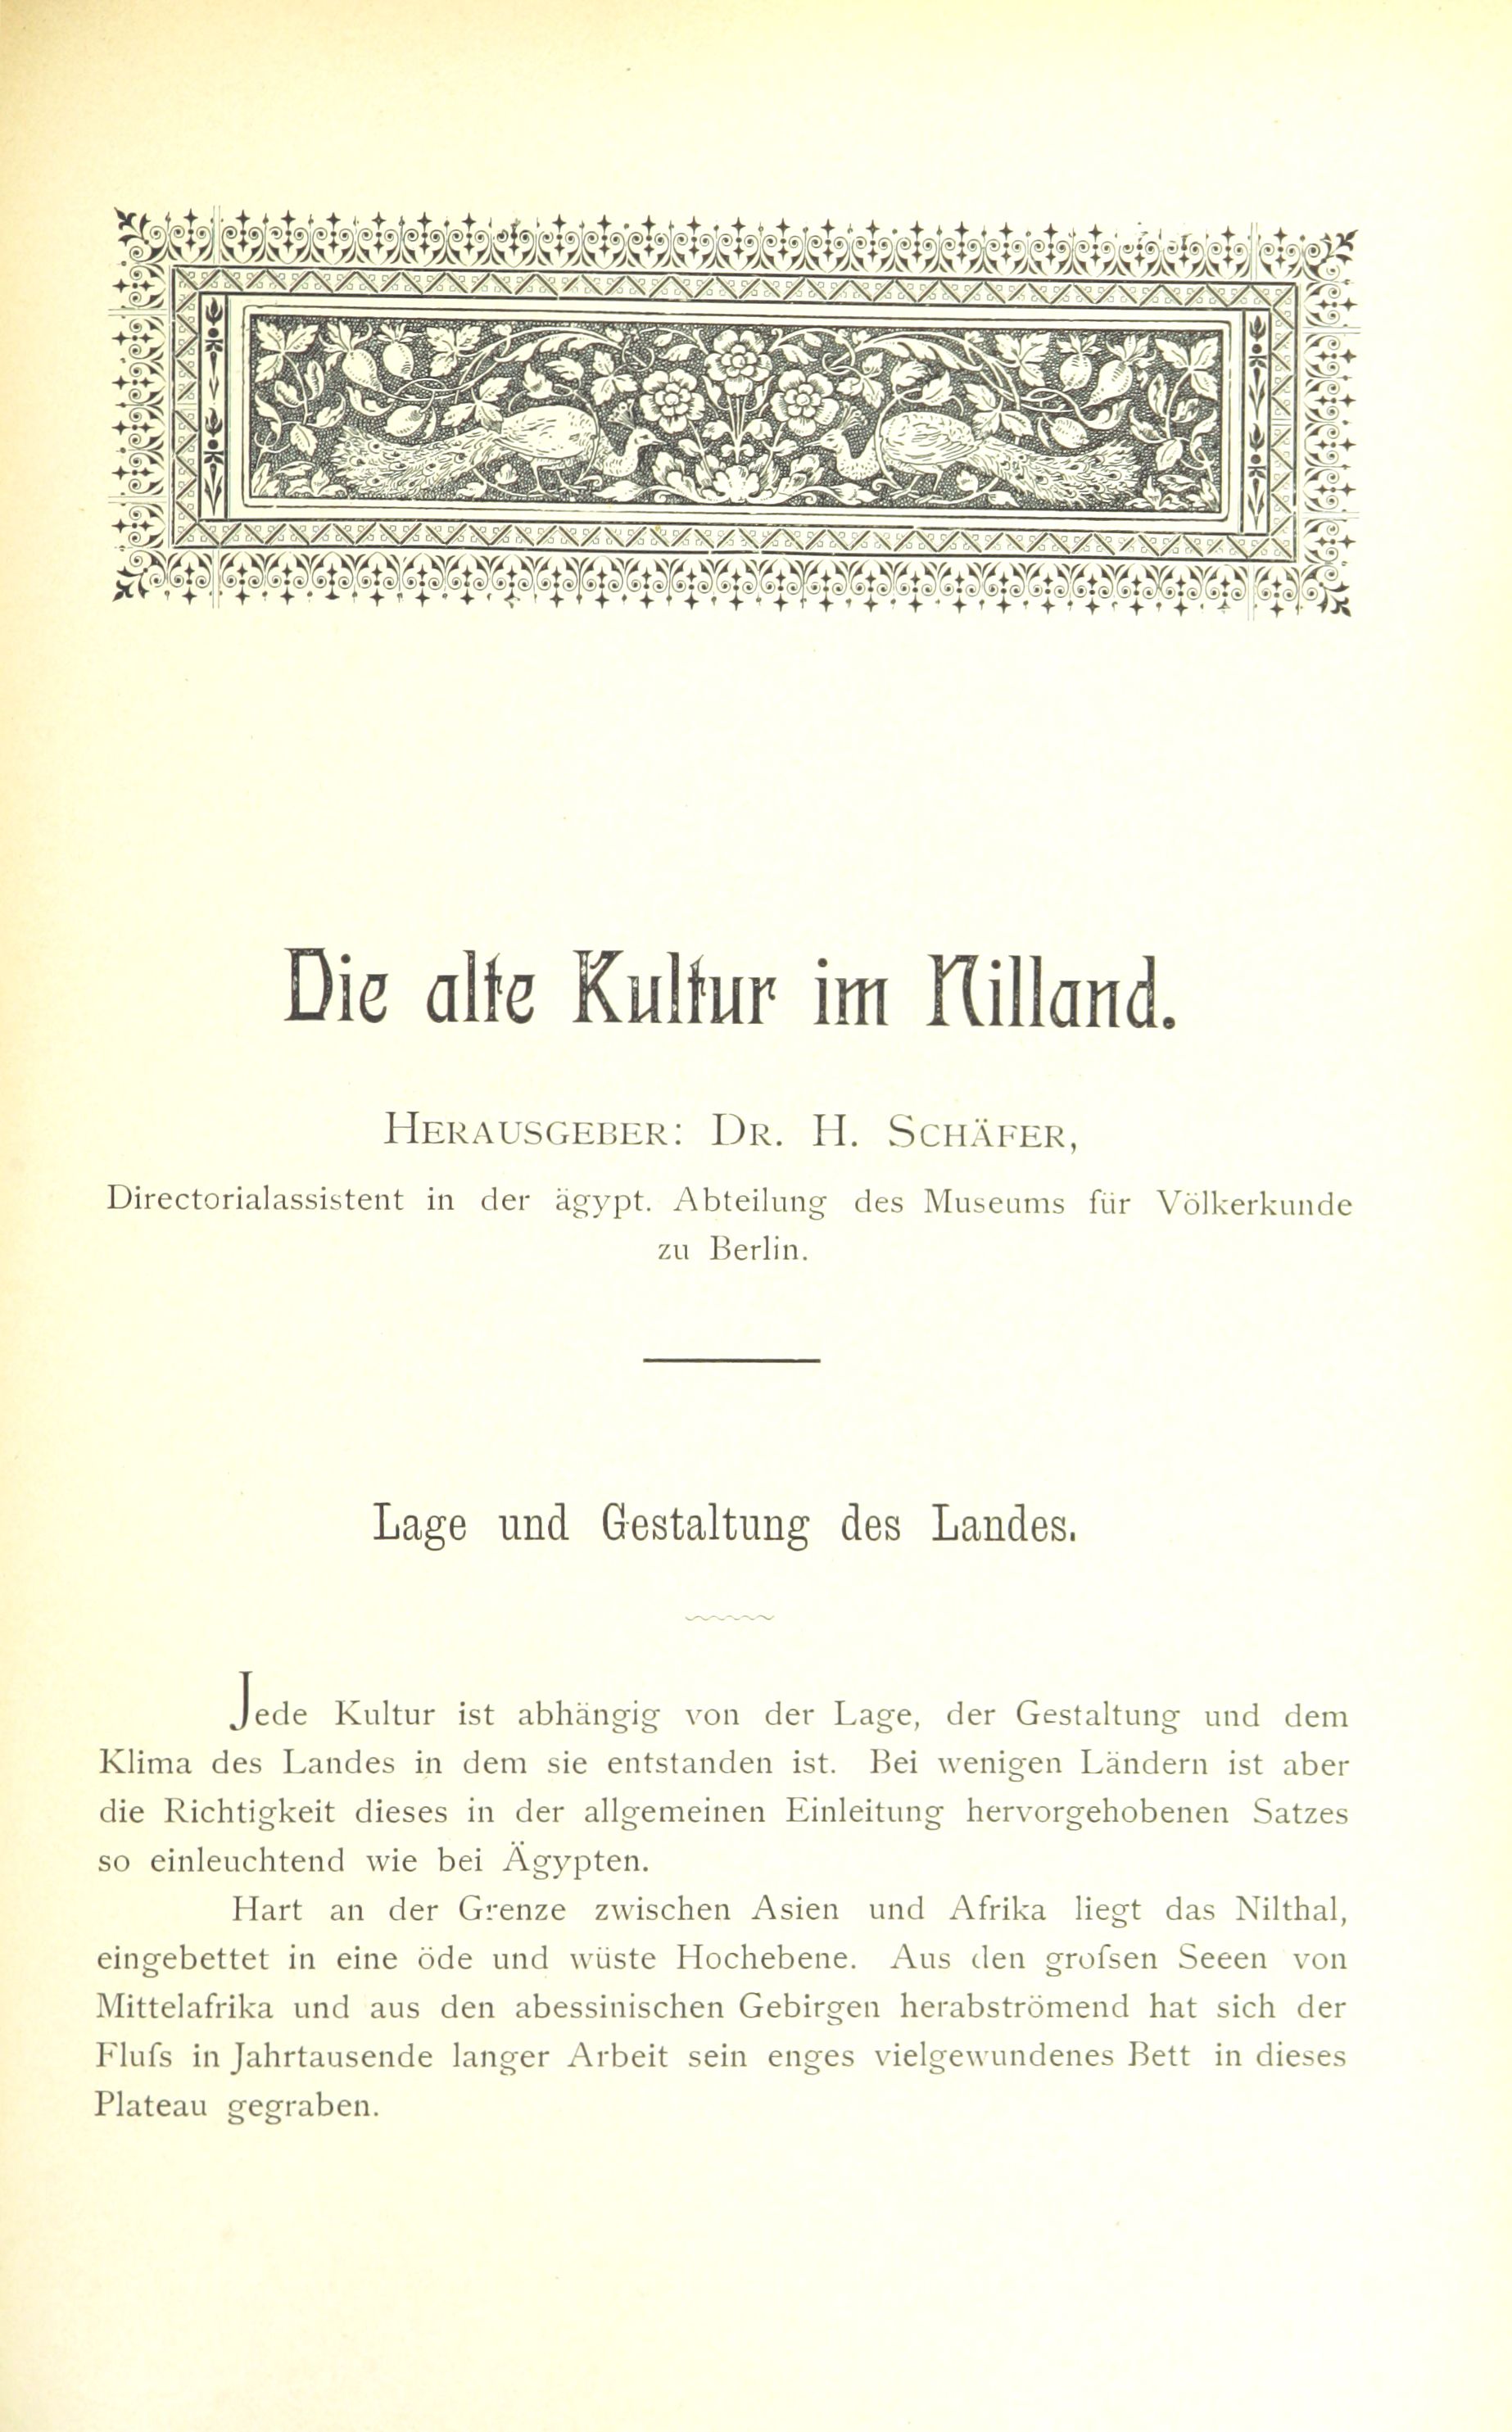 Die alte Kultur im Nilland.
HERAUSGEBER: DR. H. SCHÄFER,
Directorialassistent in der ägypt. Abteilung des Museums für Völkerkunde
zu Berlin.
Lage und Gestaltung des Landes.
Jede Kultur ist abhängig von der Lage, der Gestaltung und dem
Klima des Landes in dem sie entstanden ist. Bei wenigen Ländern ist aber
die Richtigkeit dieses in der allgemeinen Einleitung hervorgehobenen Satzes
so einleuchtend wie bei Ägypten.
Hart an der Grenze zwischen Asien und Afrika liegt das Nilthal,
eingebettet in eine öde und wüste Hochebene. Aus den groſsen Seeen von
Mittelafrika und aus den abessinischen Gebirgen herabströmend hat sich der
Fluſs in Jahrtausende langer Arbeit sein enges vielgewundenes Bett in dieses
Plateau gegraben.